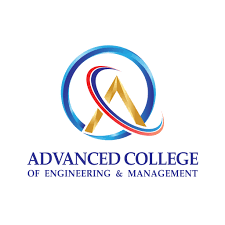 ADVANCED COLLEGE
OF ENGINEERING & MANAGEMENT